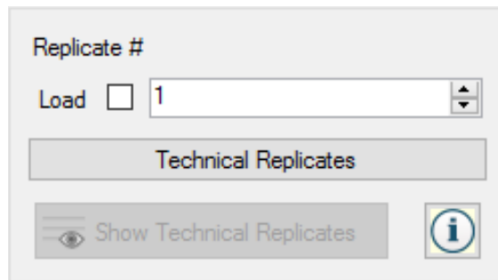 Replicate #
Load 1
Technical Replicates
Show Technical Replicates